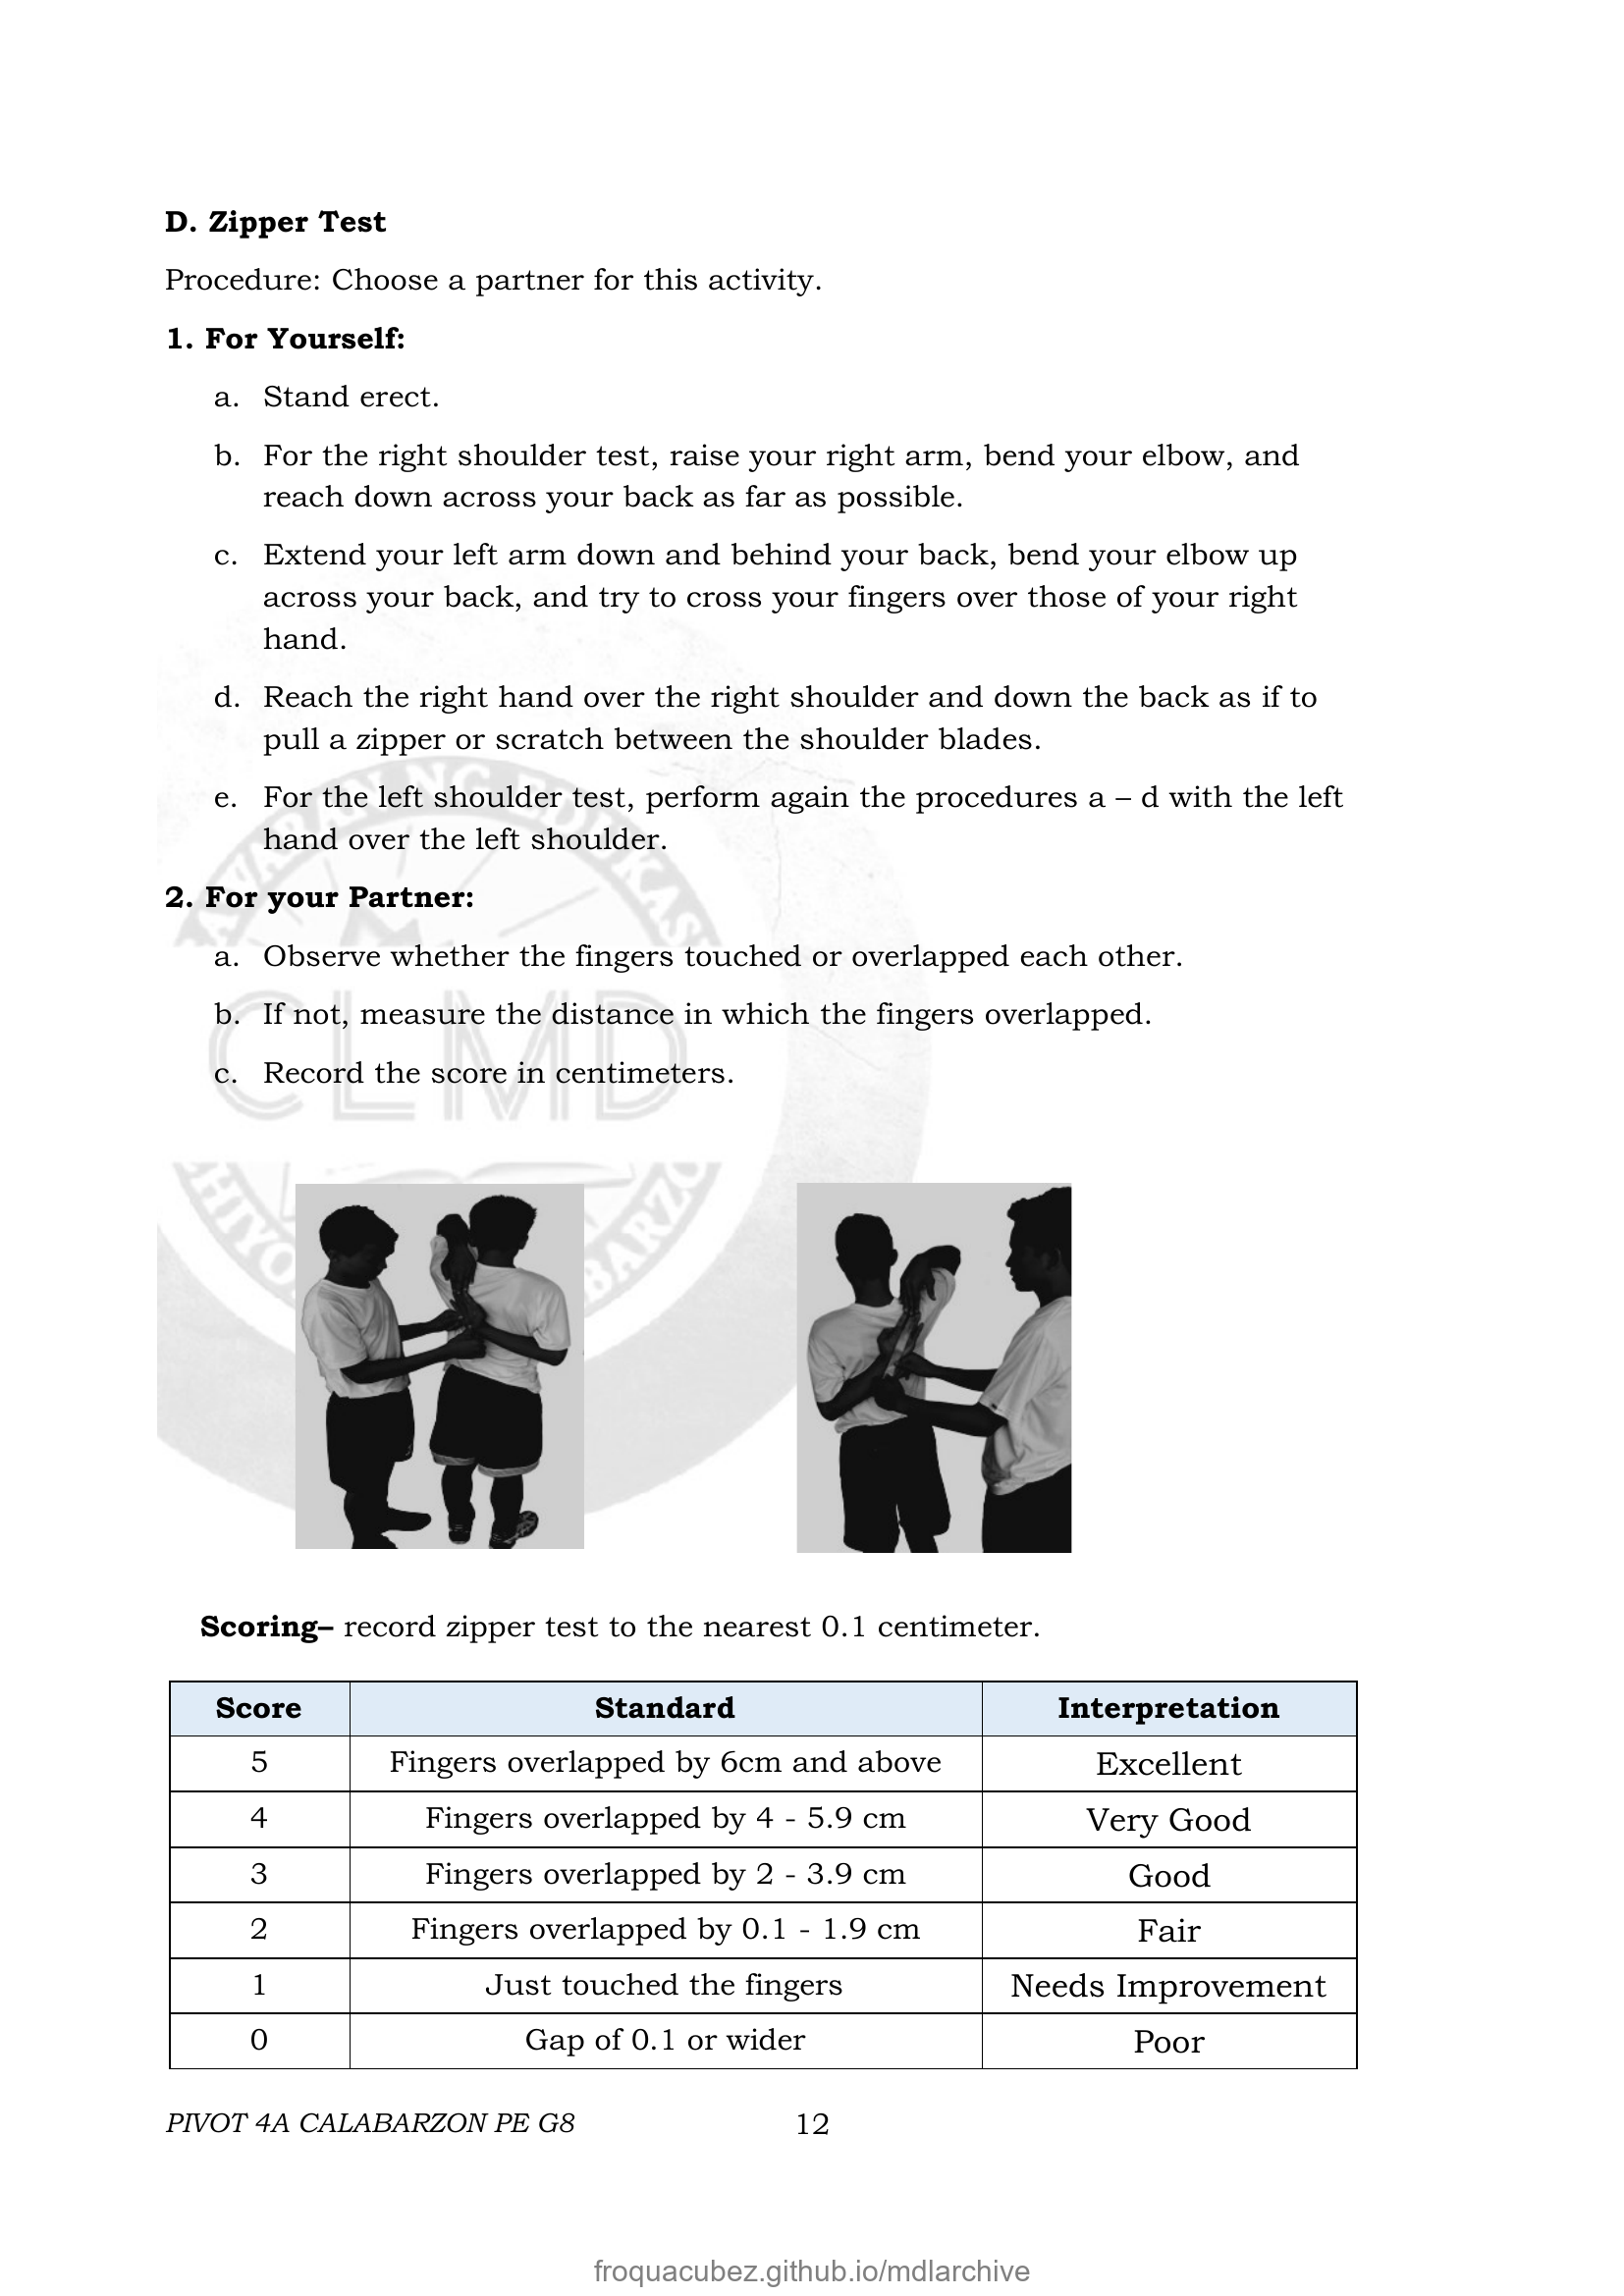 D. Zipper Test
Procedure: Choose a partner for this activity.
1. For Yourself:
a. Stand erect.
b. For the right shoulder test, raise your right arm, bend your elbow, and
reach down across your back as far as possible.
c. Extend your left arm down and behind your back, bend your elbow up
across your back, and try to cross your fingers over those of your right
hand.
d. Reach the right hand over the right shoulder and down the back as if to
pull a zipper or scratch between the shoulder blades.
e. For the left shoulder test, perform again the procedures a – d with the left
hand over the left shoulder.
2. For your Partner:
a. Observe whether the fingers touched or overlapped each other.
b. If not, measure the distance in which the fingers overlapped.
c. Record the score in centimeters.
CLMD
Scoring– record zipper test to the nearest 0.1 centimeter.
Score Standard Interpretation
5 Fingers overlapped by 6cm and above Excellent
4 Fingers overlapped by 4 - 5.9 cm Very Good
3 Fingers overlapped by 2 - 3.9 cm Good
2 Fingers overlapped by 0.1 - 1.9 cm Fair
1 Just touched the fingers Needs Improvement
0 Gap of 0.1 or wider Poor
PIVOT 4A CALABARZON PE G8 12
froquacubez.github.io/mdlarchive